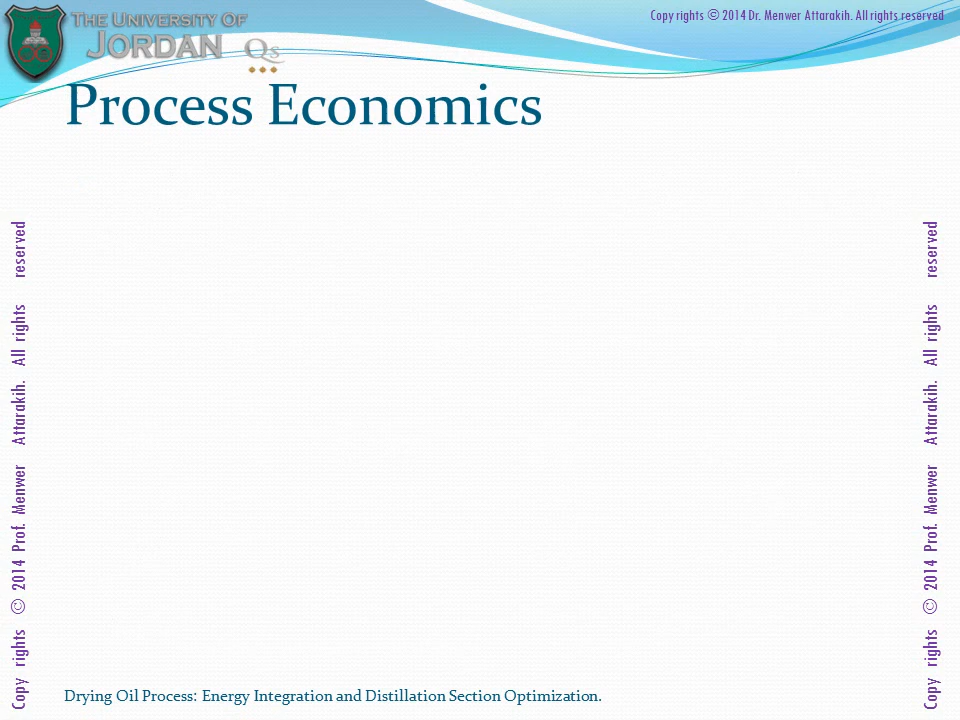 THE UNIVERSITY OF
JORDAN
Qs
Copy rights © 2014 Dr. Menwer Attarakih. All rights reserved
Process Economics
Copy rights © 2014 Prof. Menwer Attarakih. All rights reserved
Copy rights © 2014 Prof. Menwer Attarakih. All rights reserved
Drying Oil Process: Energy Integration and Distillation Section Optimization.